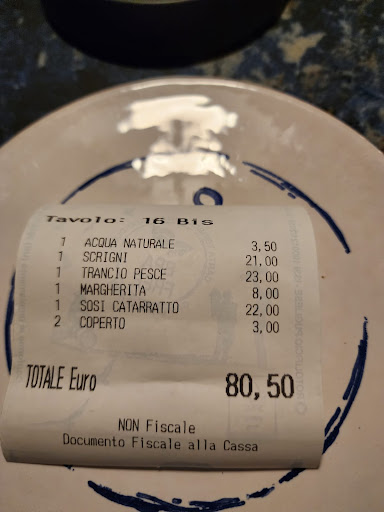 Tavolo: 16 Bis
1 ACQUA NATURALE 3,50
1 SCRIGNI 21,00
1 TRANCIO PESCE 23,00
1 MARGHERITA 8,00
1 SOSI CATARRATTO 22,00
2 COPERTO 3,00
TOTALE Euro 80,50
NON Fiscale
Documento Fiscale alla Cassa